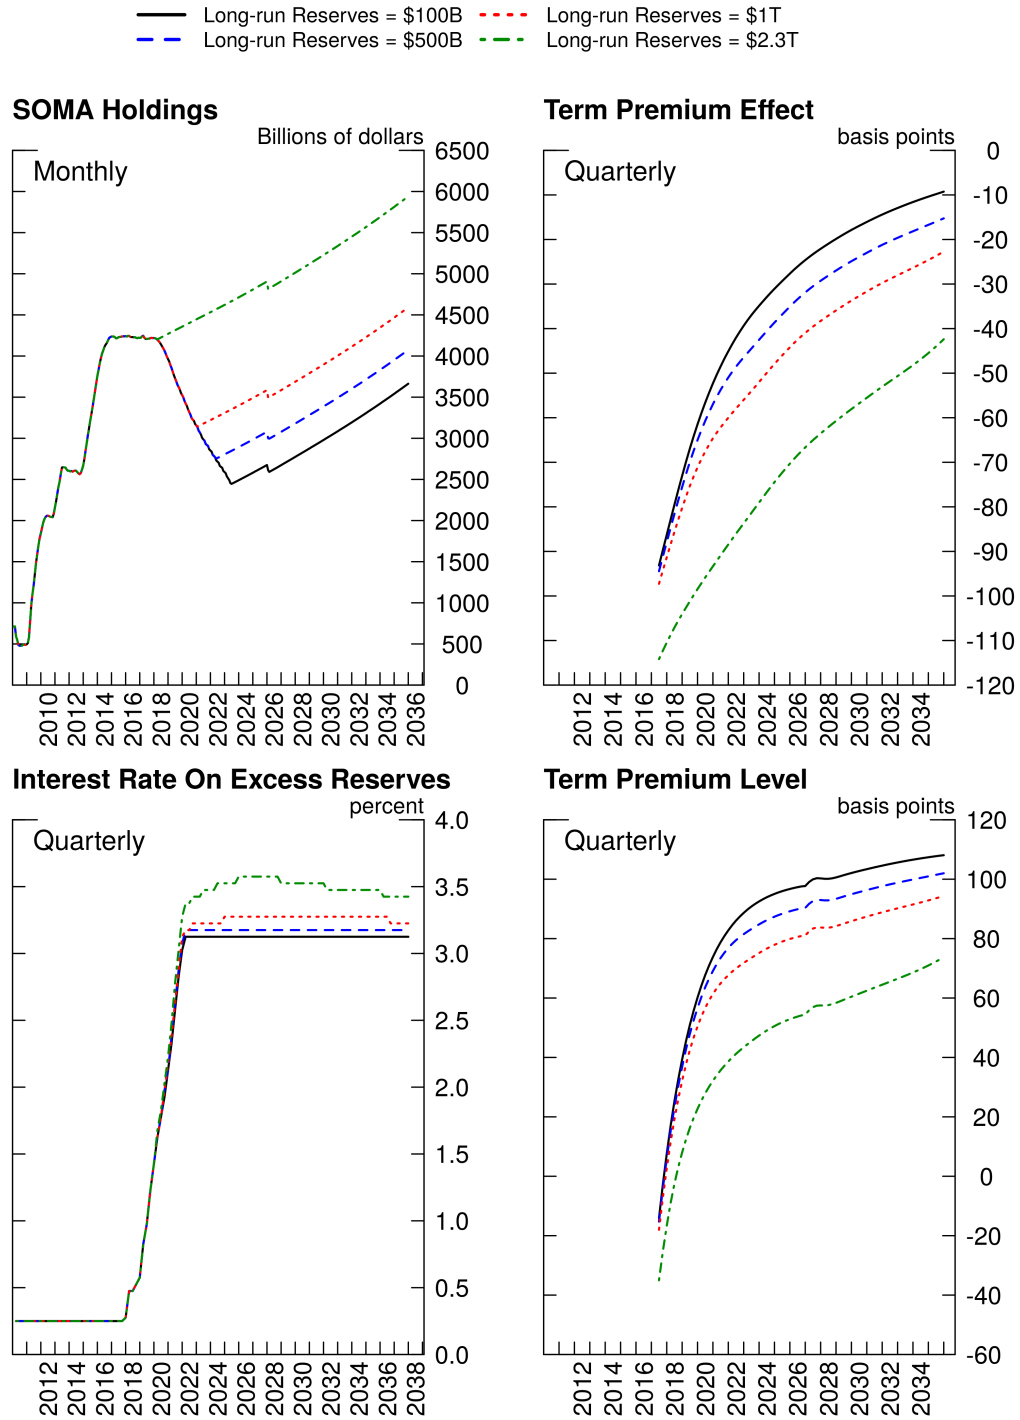 Long-run Reserves = $100B
Long-run Reserves = $1T
Long-run Reserves = $500B
Long-run Reserves = $2.3T
SOMA Holdings
Billions of dollars
Monthly
6500
6000
5500
5000
4500
4000
3500
3000
2500
2000
1500
1000
500
0
2010 2012 2014 2016 2018 2020 2022 2024 2026 2028 2030 2032 2034 2036
Term Premium Effect
basis points
Quarterly
0
-10
-20
-30
-40
-50
-60
-70
-80
-90
-100
-110
-120
2012 2014 2016 2018 2020 2022 2024 2026 2028 2030 2032 2034
Interest Rate On Excess Reserves
percent
Quarterly
4.0
3.5
3.0
2.5
2.0
1.5
1.0
0.5
0.0
2012 2014 2016 2018 2020 2022 2024 2026 2028 2030 2032 2034 2036 2038
Term Premium Level
basis points
Quarterly
120
100
80
60
40
20
0
-20
-40
-60
2012 2014 2016 2018 2020 2022 2024 2026 2028 2030 2032 2034